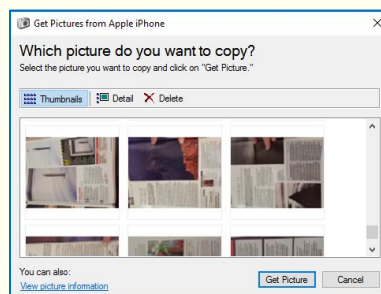 Get Pictures from Apple iPhone
Which picture do you want to copy?
Select the picture you want to copy and click on "Get Picture."
Thumbnails Detail Delete
You can also:
View picture information
Get Picture Cancel